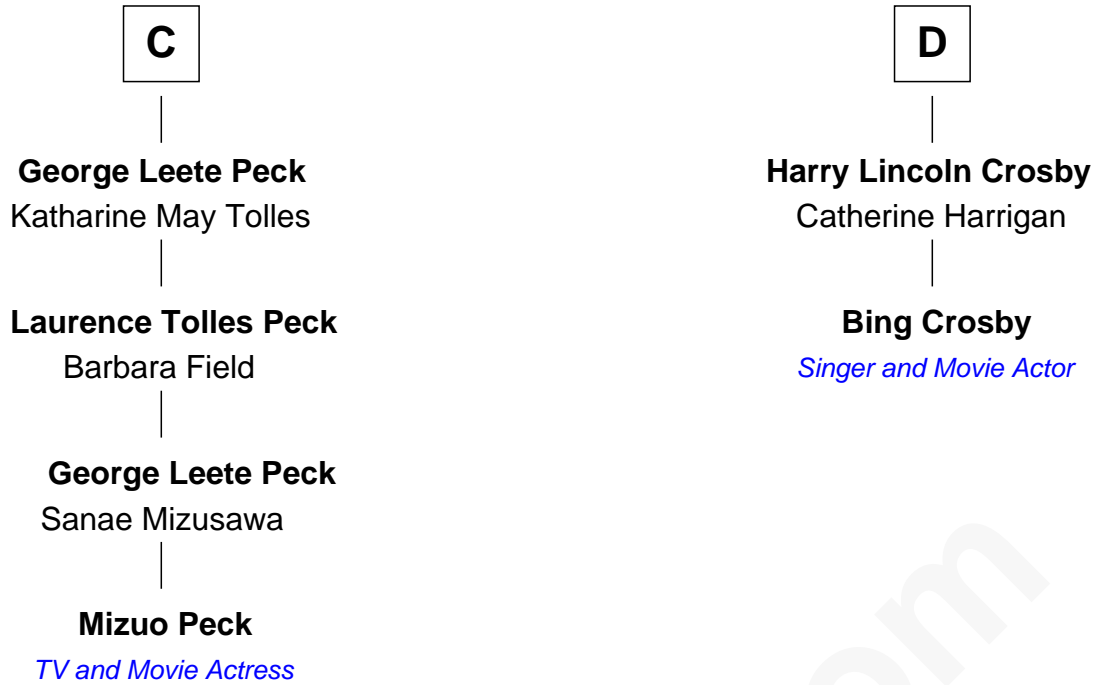 C
George Leete Peck
Katharine May Tolles
Laurence Tolles Peck
Barbara Field
George Leete Peck
Sanae Mizusawa
Mizuo Peck
TV and Movie Actress
D
Harry Lincoln Crosby
Catherine Harrigan
Bing Crosby
Singer and Movie Actor
om